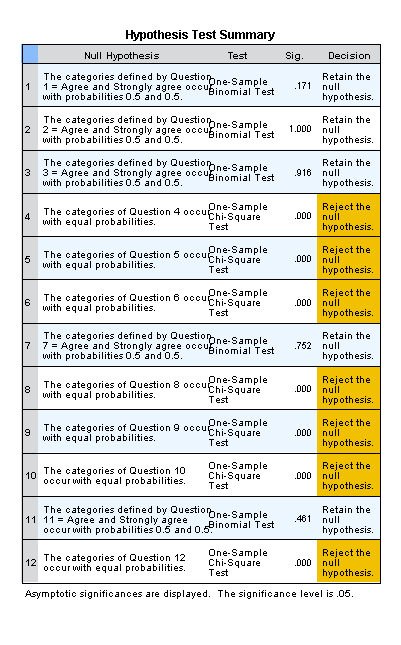 Hypothesis Test Summary
Null Hypothesis Test Sig. Decision
1 The categories defined by Question 1 = Agree and Strongly agree occur with probabilities 0.5 and 0.5. One-Sample Binomial Test .171 Retain the null hypothesis.
2 The categories defined by Question 2 = Agree and Strongly agree occur with probabilities 0.5 and 0.5. One-Sample Binomial Test 1.000 Retain the null hypothesis.
3 The categories defined by Question 3 = Agree and Strongly agree occur with probabilities 0.5 and 0.5. One-Sample Binomial Test .916 Retain the null hypothesis.
4 The categories of Question 4 occur with equal probabilities. One-Sample Chi-Square Test .000 Reject the null hypothesis.
5 The categories of Question 5 occur with equal probabilities. One-Sample Chi-Square Test .000 Reject the null hypothesis.
6 The categories of Question 6 occur with equal probabilities. One-Sample Chi-Square Test .000 Reject the null hypothesis.
7 The categories defined by Question 7 = Agree and Strongly agree occur with probabilities 0.5 and 0.5. One-Sample Binomial Test .752 Retain the null hypothesis.
8 The categories of Question 8 occur with equal probabilities. One-Sample Chi-Square Test .000 Reject the null hypothesis.
9 The categories of Question 9 occur with equal probabilities. One-Sample Chi-Square Test .000 Reject the null hypothesis.
10 The categories of Question 10 occur with equal probabilities. One-Sample Chi-Square Test .000 Reject the null hypothesis.
11 The categories defined by Question 11 = Agree and Strongly agree occur with probabilities 0.5 and 0.5. One-Sample Binomial Test .461 Retain the null hypothesis.
12 The categories of Question 12 occur with equal probabilities. One-Sample Chi-Square Test .000 Reject the null hypothesis.
Asymptotic significances are displayed. The significance level is .05.